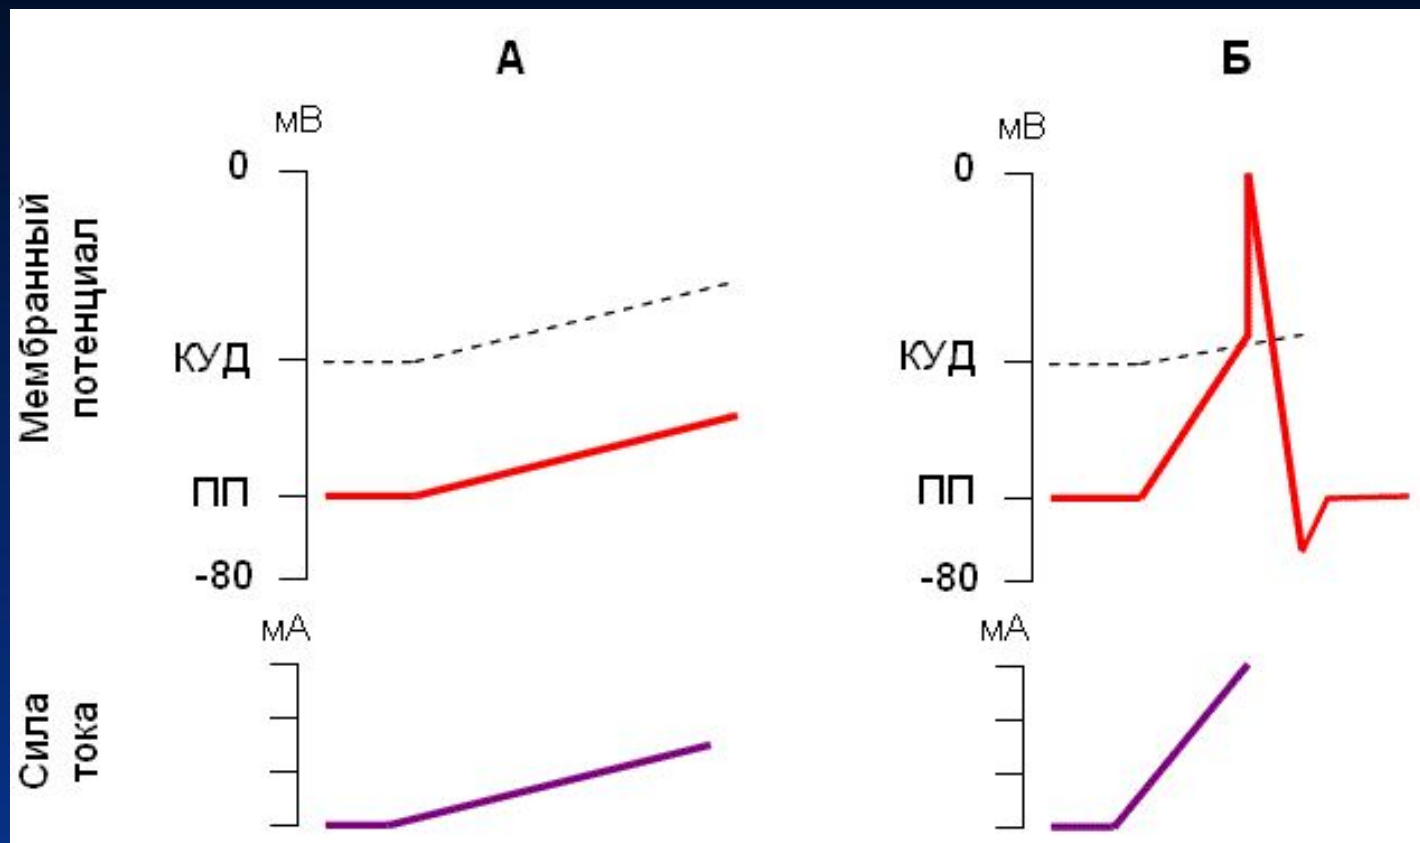 А
Б
мВ
0
КУД
ПП
-80
Мембранный
потенциал
мА
Сила
тока
мВ
0
КУД
ПП
-80
мА